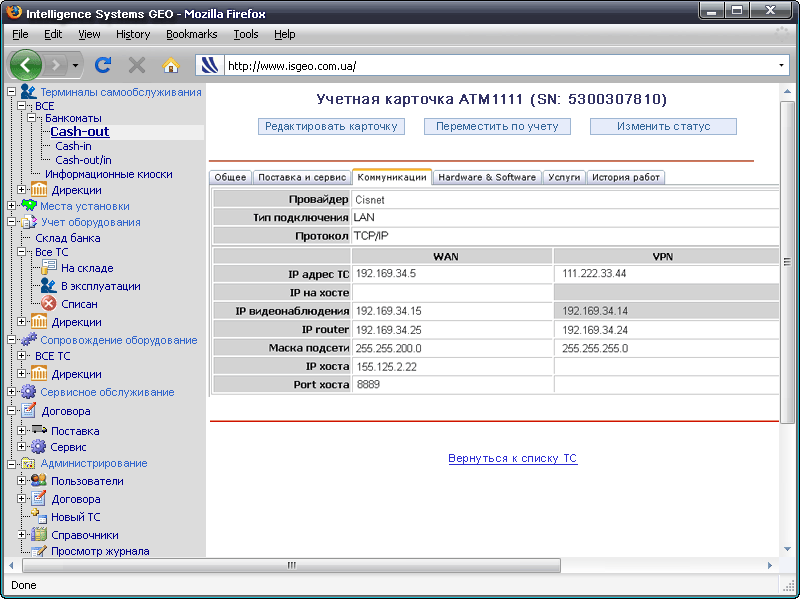 Intelligence Systems GEO - Mozilla Firefox
File Edit View History Bookmarks Tools Help
http://www.isgeo.com.ua/
Терминалы самообслуживания
ВСЕ
Банкоматы
Cash-out
Cash-in
Cash-out/in
Информационные киоски
Дирекции
Места установки
Учет оборудования
Склад банка
Все ТС
На складе
В эксплуатации
Списан
Дирекции
Сопровождение оборудование
ВСЕ ТС
Дирекции
Сервисное обслуживание
Договора
Поставка
Сервис
Администрирование
Пользователи
Договора
Новый ТС
Справочники
Просмотр журнала
Учетная карточка ATM1111 (SN: 5300307810)
Редактировать карточку Переместить по учету Изменить статус
Общее Поставка и сервис Коммуникации Hardware & Software Услуги История работ
Провайдер Cisnet
Тип подключения LAN
Протокол TCP/IP
WAN VPN
IP адрес ТС 192.169.34.5 111.222.33.44
IP на хосте
IP видеонаблюдения 192.169.34.15 192.169.34.14
IP router 192.169.34.25 192.169.34.24
Маска подсети 255.255.200.0 255.255.255.0
IP хоста 155.125.2.22
Port хоста 8889
Вернуться к списку ТС
Done